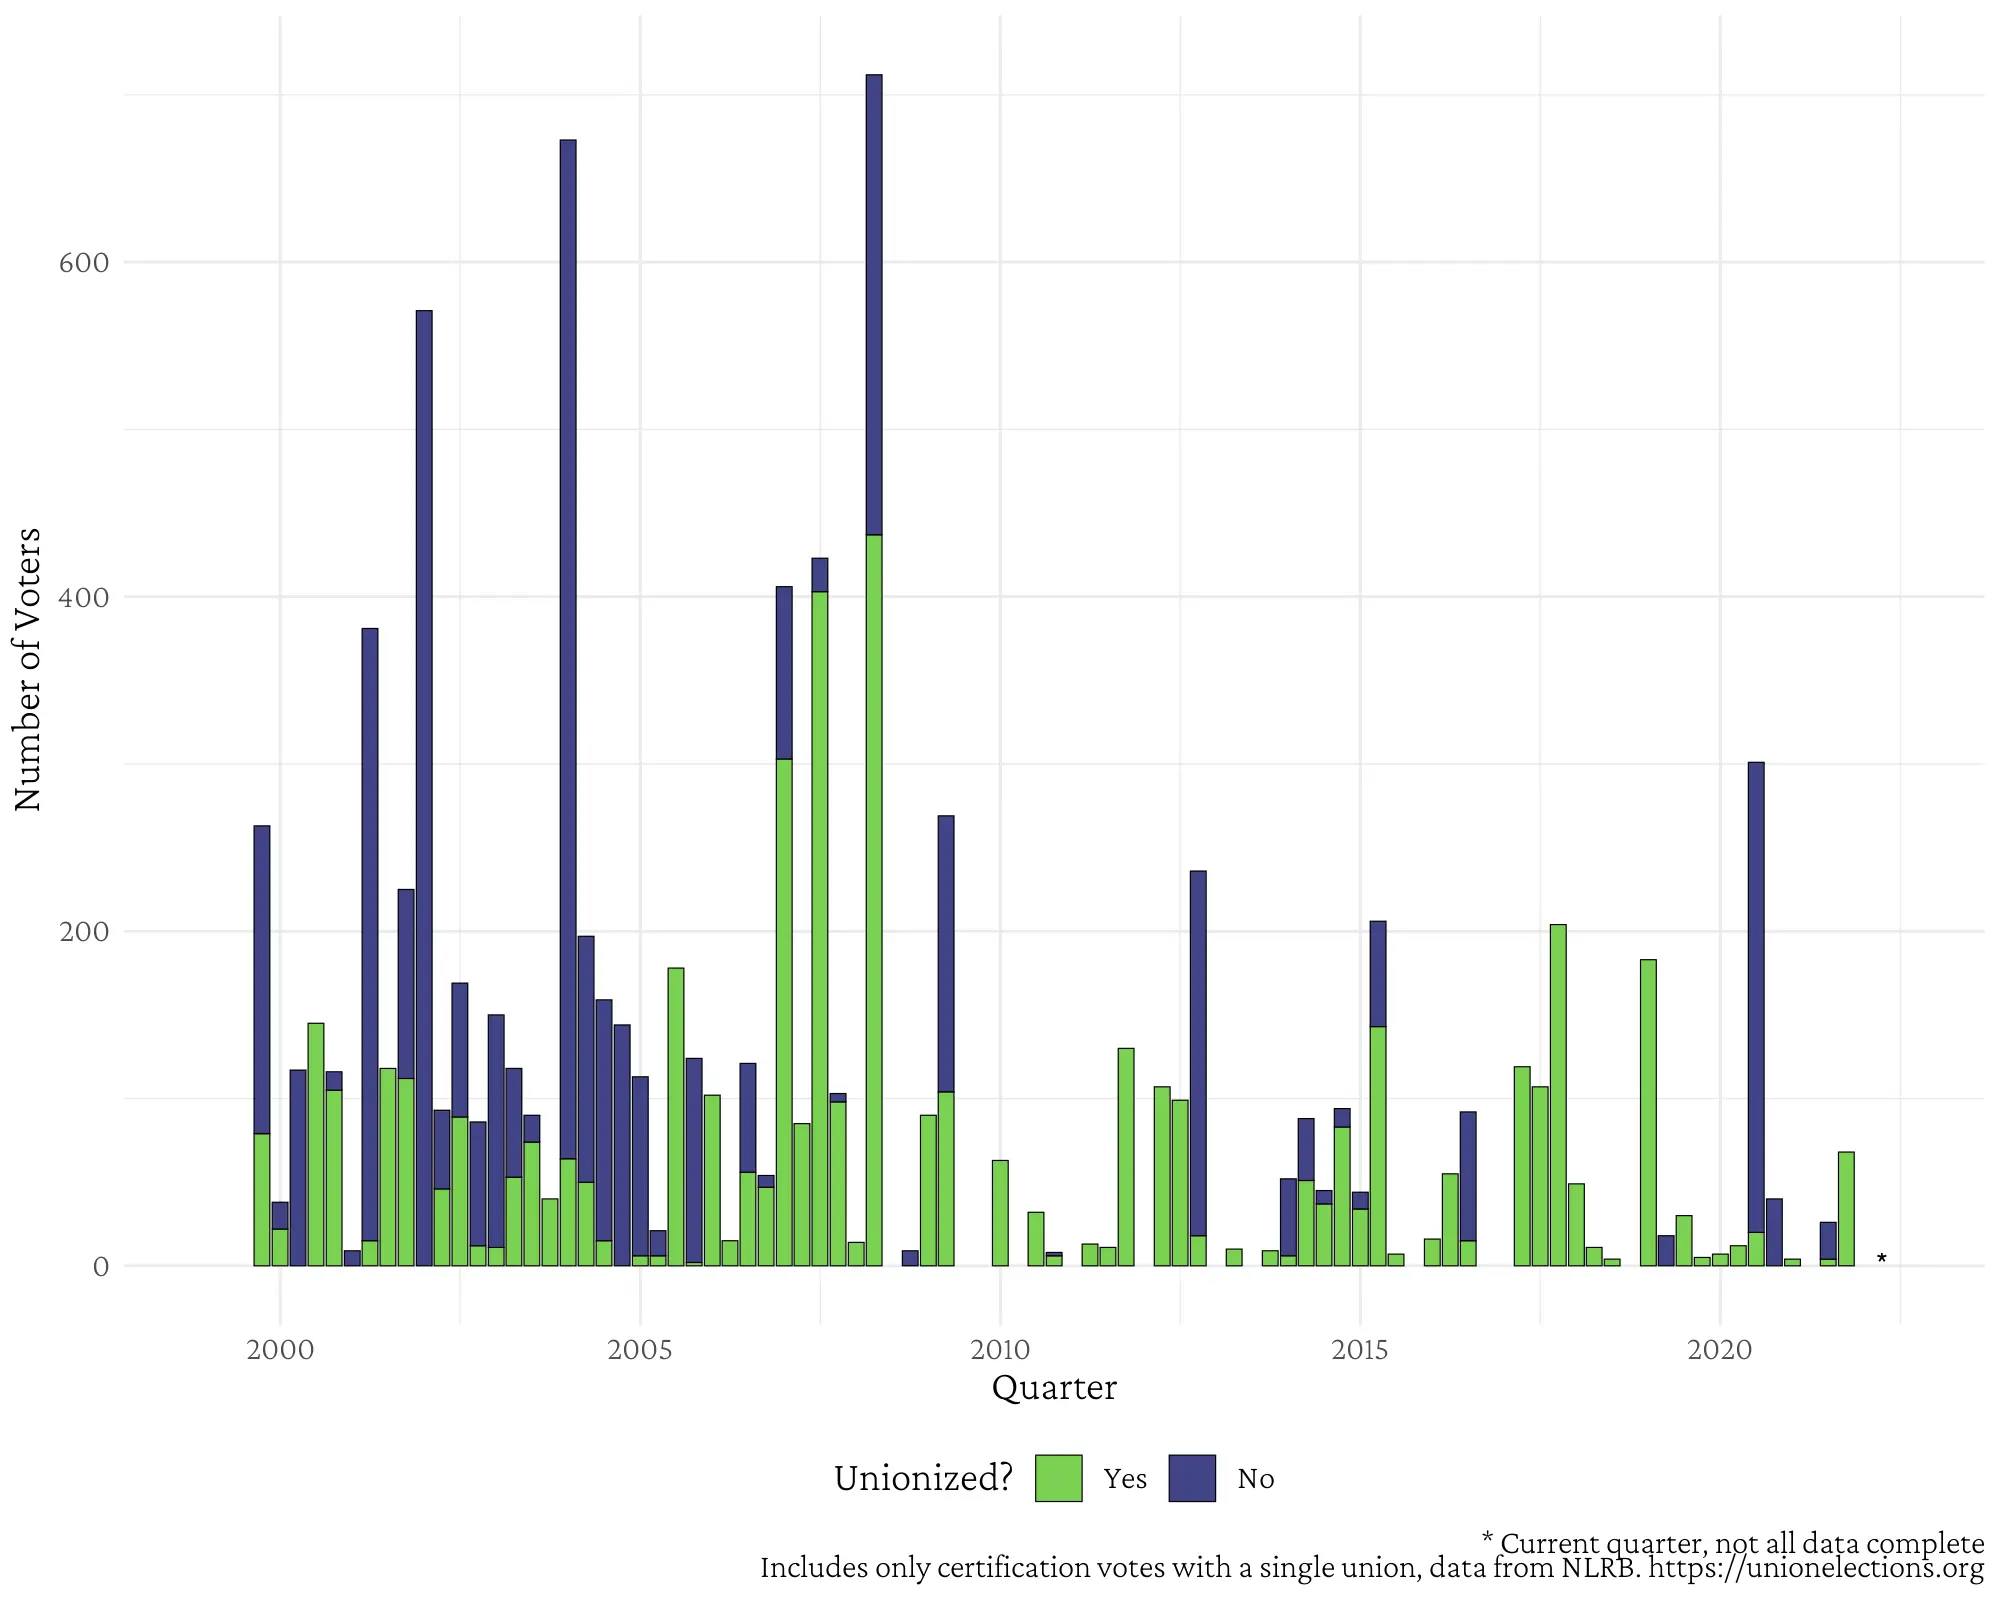 Number of Voters
600
400
200
0
*
2000 2005 2010 2015 2020
Quarter
Unionized? Yes No
* Current quarter, not all data complete
Includes only certification votes with a single union, data from NLRB. https://unionelections.org